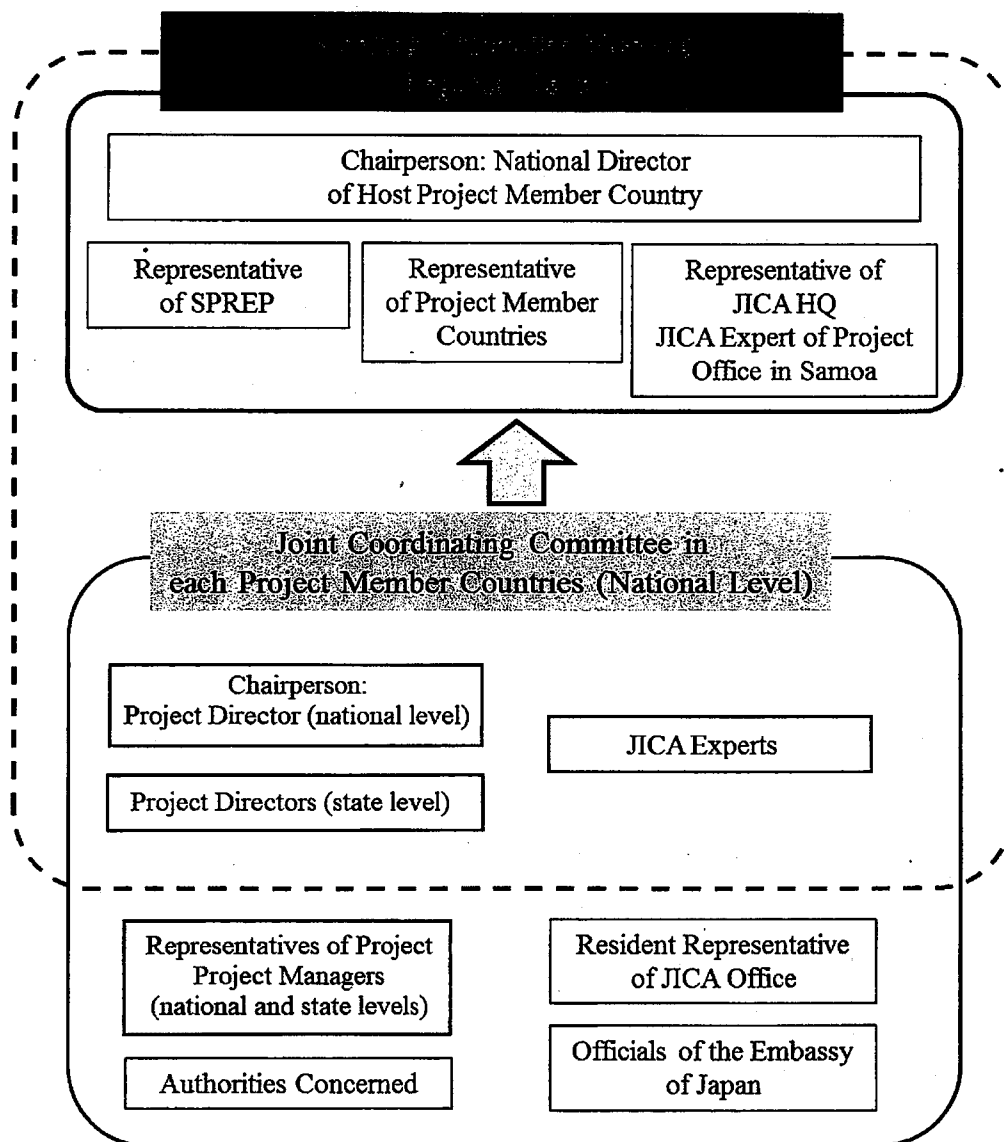 Chairperson: National Director
of Host Project Member Country
Representative
of SPREP
Representative
of Project Member
Countries
Representative of
JICA HQ
JICA Expert of Project
Office in Samoa
Joint Coordinating Committee in
each Project Member Countries (National Level)
Chairperson:
Project Director (national level)
JICA Experts
Project Directors (state level)
Representatives of Project
Project Managers
(national and state levels)
Resident Representative
of JICA Office
Authorities Concerned
Officials of the Embassy
of Japan